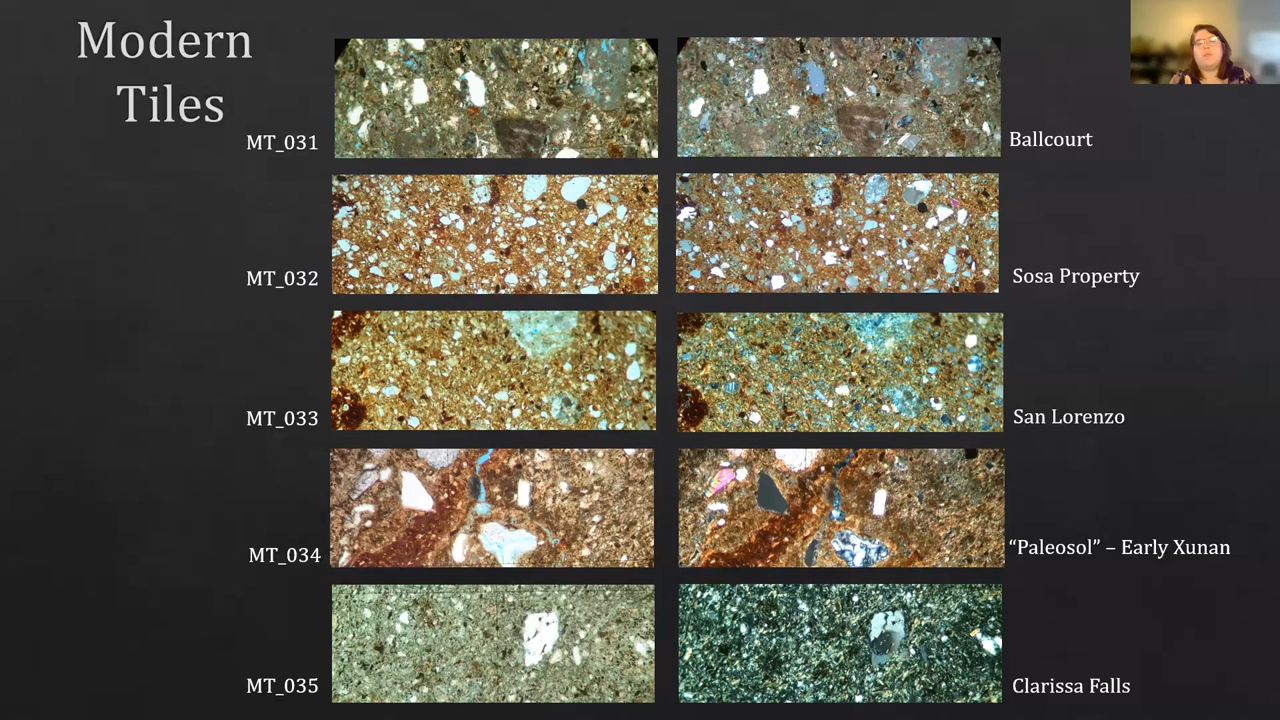 Modern
Tiles
MT_031
Ballcourt
MT_032
Sosa Property
MT_033
San Lorenzo
MT_034
“Paleosol” – Early Xunan
MT_035
Clarissa Falls